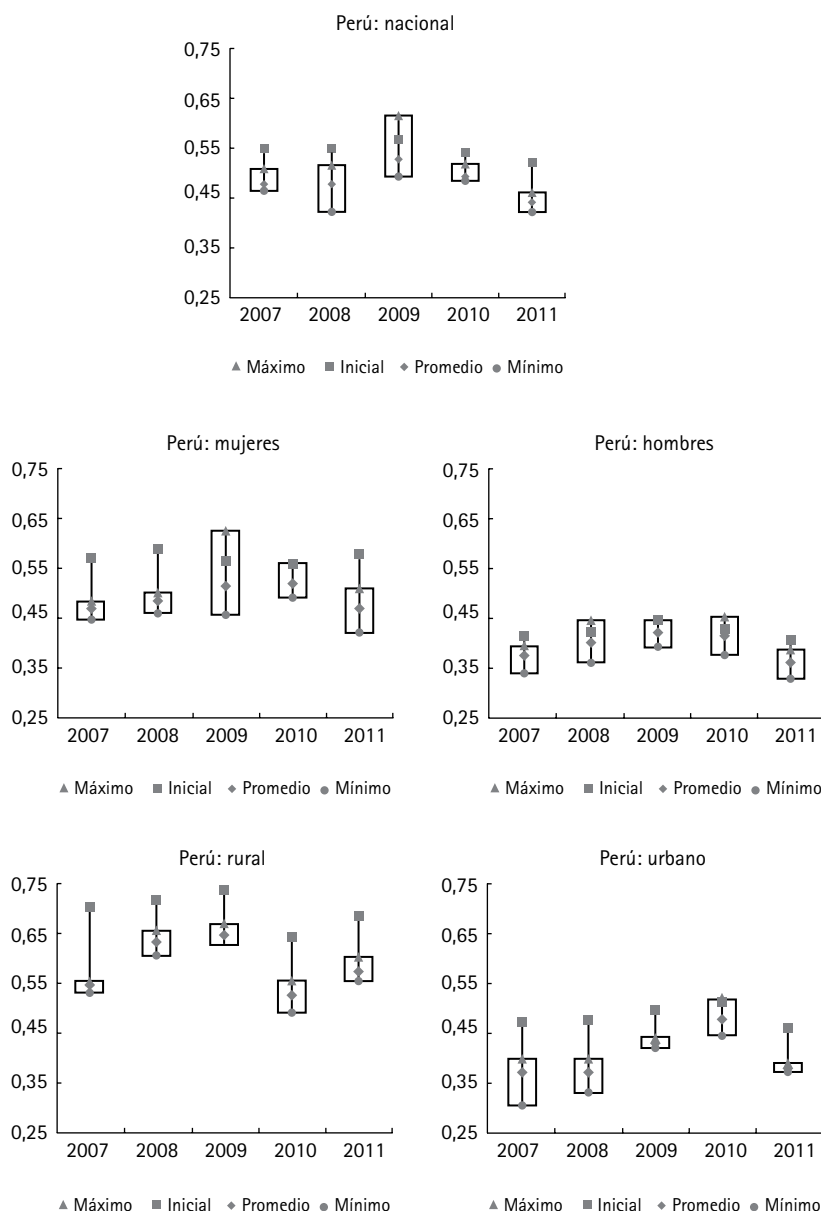 Perú: nacional
0,75
0,65
0,55
0,45
0,35
0,25
2007 2008 2009 2010 2011
Máximo Inicial Promedio Mínimo
Perú: mujeres
0,75
0,65
0,55
0,45
0,35
0,25
2007 2008 2009 2010 2011
Máximo Inicial Promedio Mínimo
Perú: hombres
0,75
0,65
0,55
0,45
0,35
0,25
2007 2008 2009 2010 2011
Máximo Inicial Promedio Mínimo
Perú: rural
0,75
0,65
0,55
0,45
0,35
0,25
2007 2008 2009 2010 2011
Máximo Inicial Promedio Mínimo
Perú: urbano
0,75
0,65
0,55
0,45
0,35
0,25
2007 2008 2009 2010 2011
Máximo Inicial Promedio Mínimo